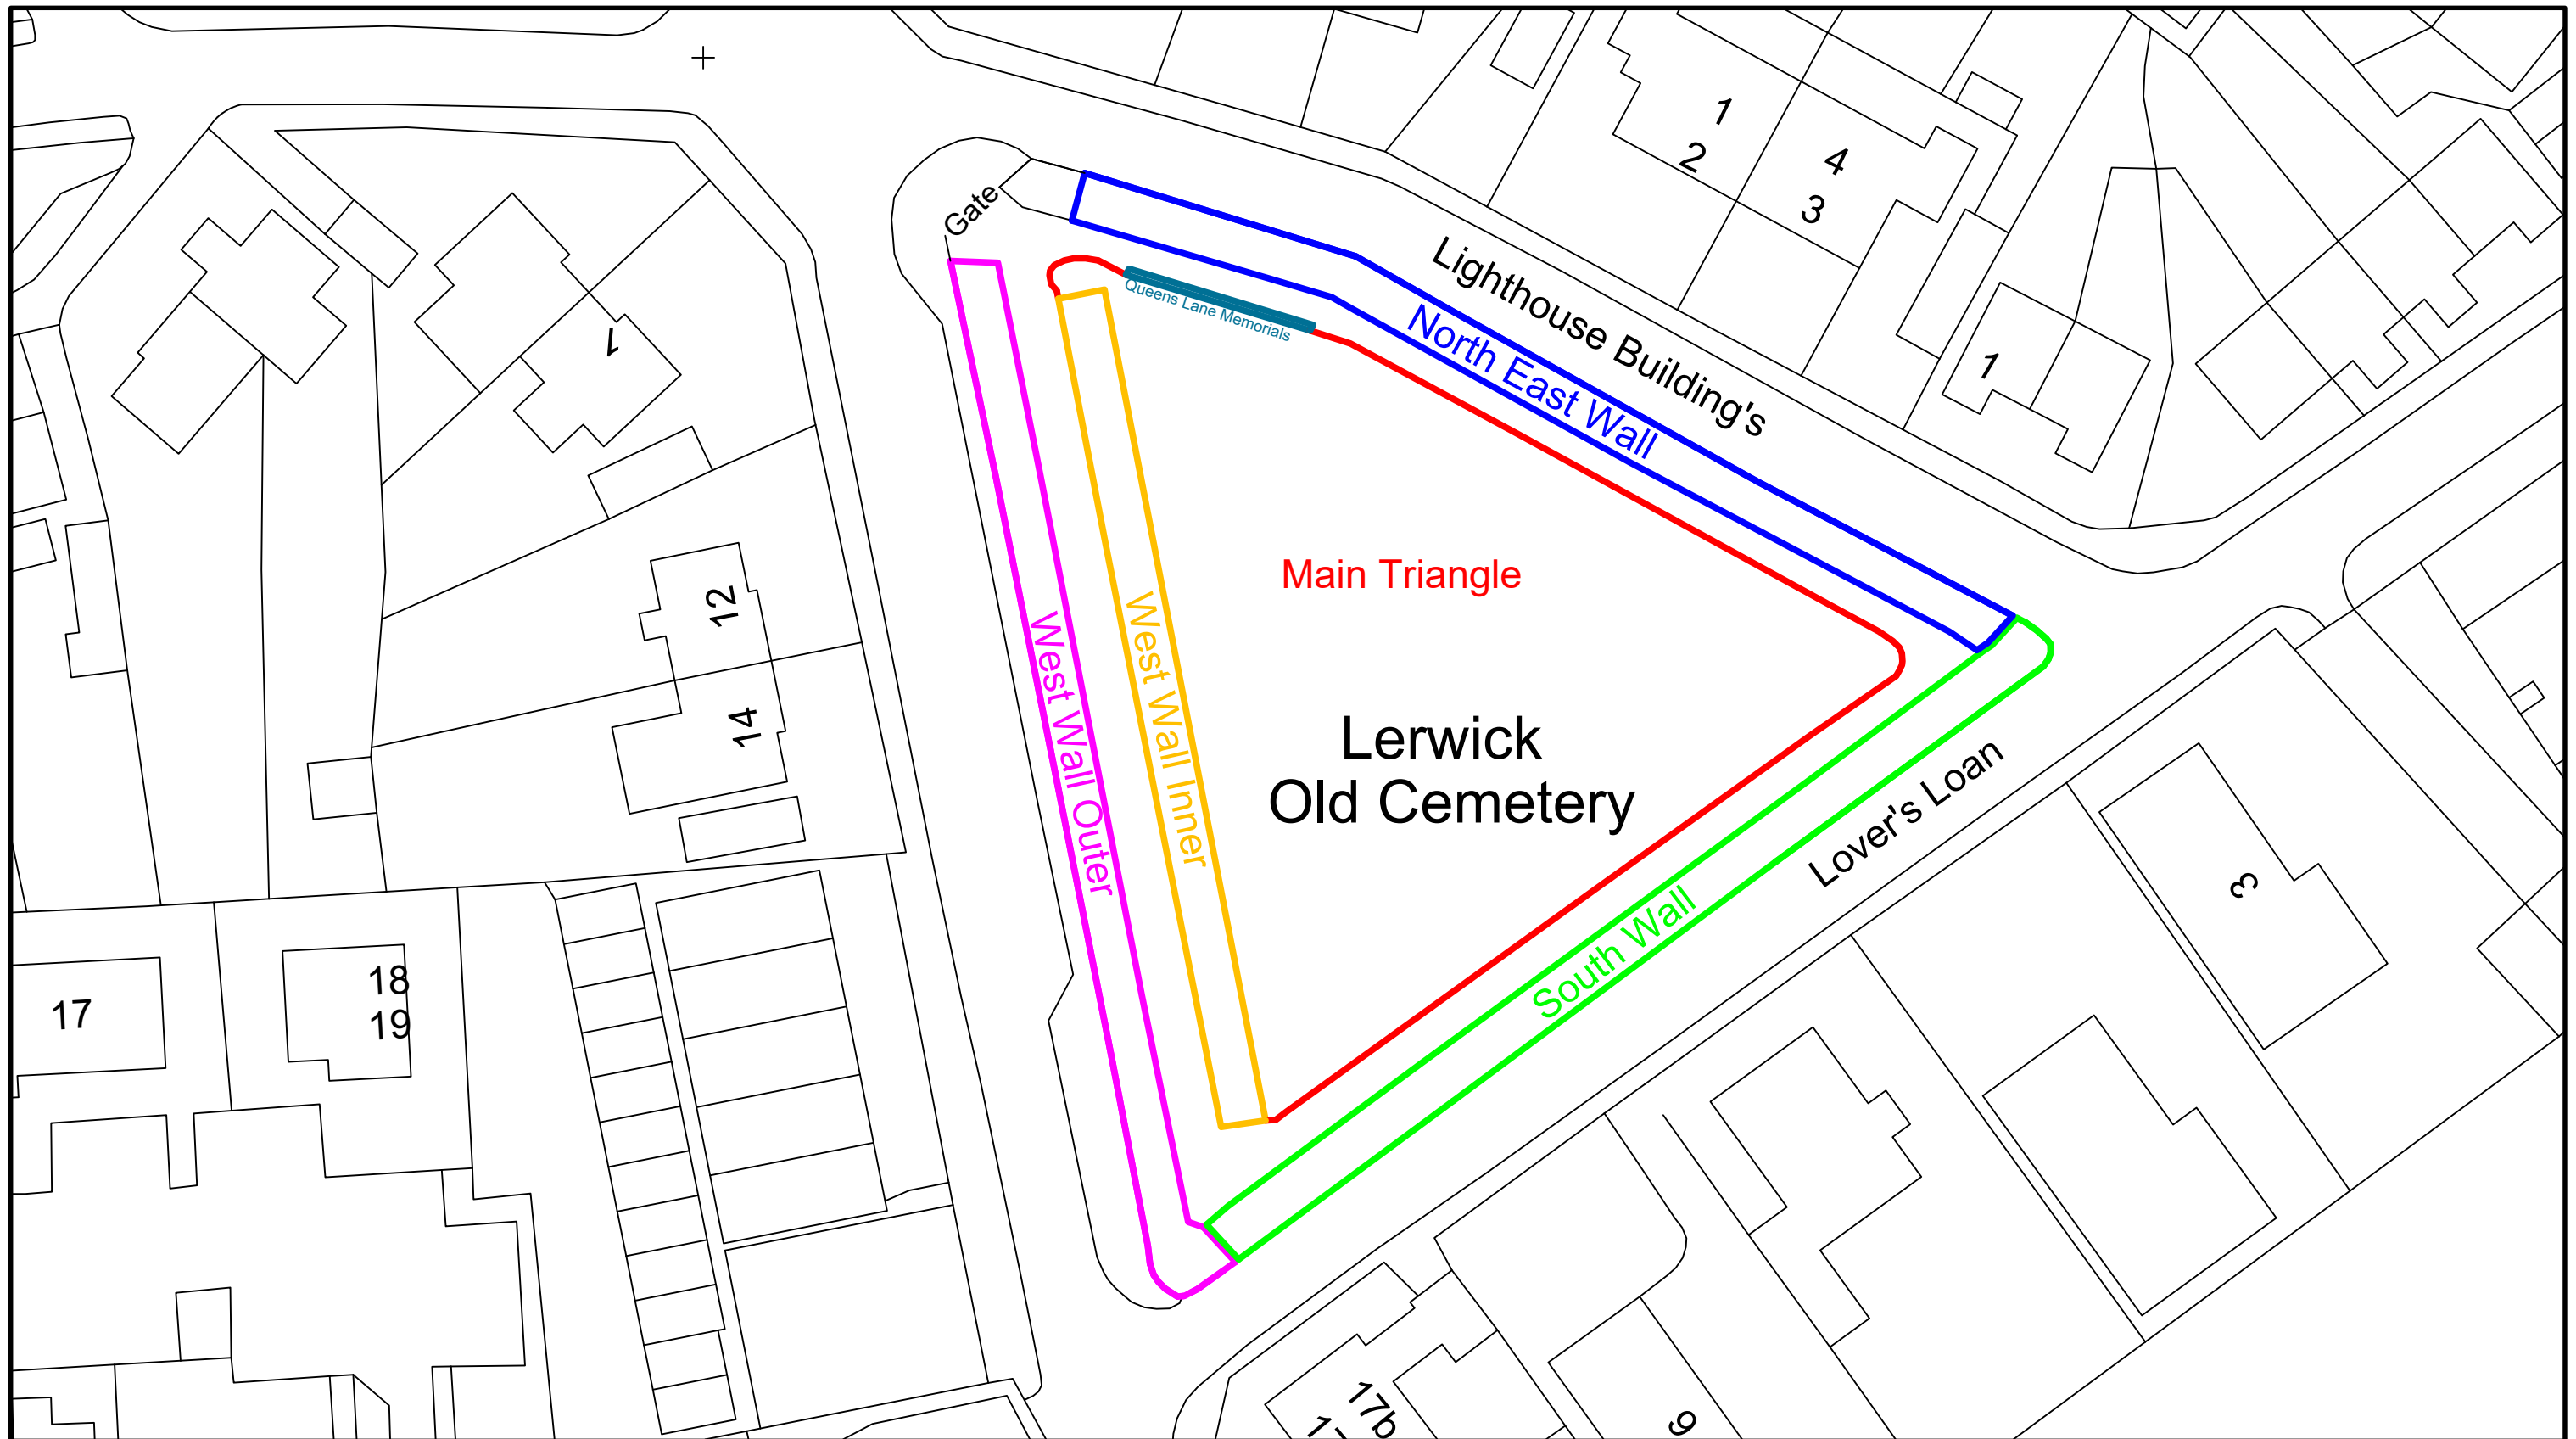 1
2
4
3
Gate
Lighthouse Building's
Queens Lane Memorials
North East Wall
1
1
Main Triangle
12
West Wall Outer
West Wall Inner
14
Lerwick
Old Cemetery
Lover's Loan
3
South Wall
17
18
19
17b
9